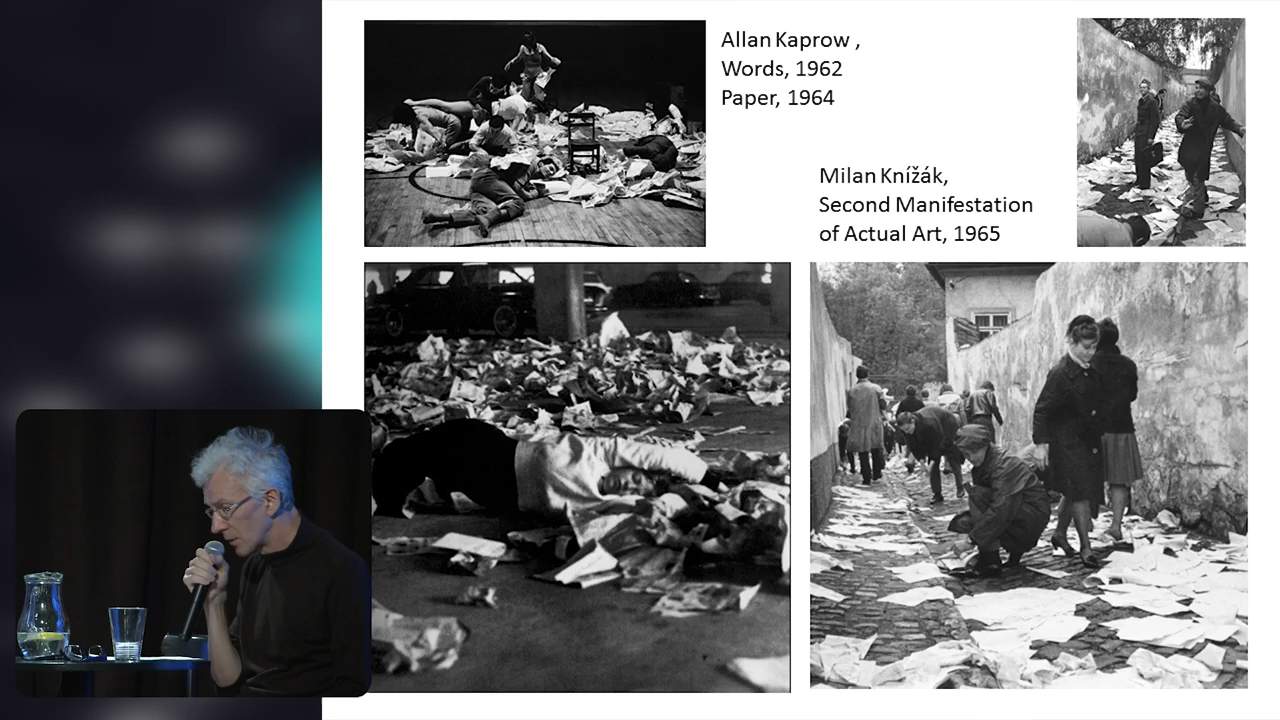 Allan Kaprow ,
Words, 1962
Paper, 1964
Milan Knížák,
Second Manifestation
of Actual Art, 1965